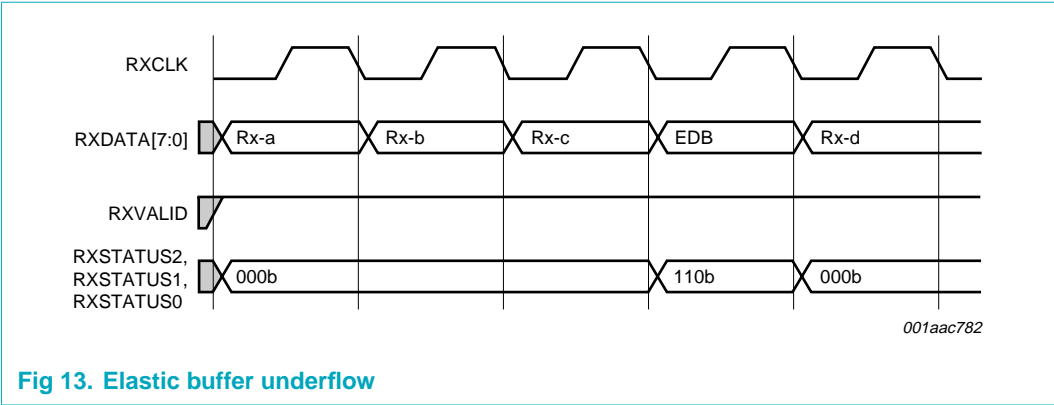 RXCLK
RXDATA[7:0] Rx-a Rx-b Rx-c EDB Rx-d
RXVALID
RXSTATUS2,
RXSTATUS1, 000b 110b 000b
RXSTATUS0
001aac782
Fig 13. Elastic buffer underflow